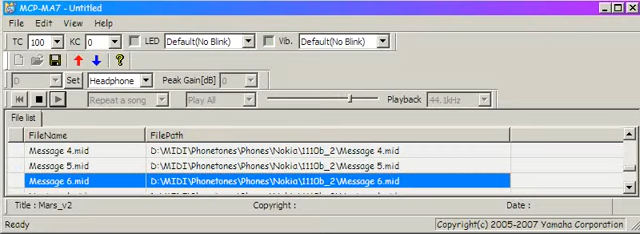 MCP-MA7 - Untitled
File Edit View Help
TC 100 KC 0 LED Default(No Blink) Vib. Default(No Blink)
D Set Headphone Peak Gain[dB] 0
Repeat a song Play All Playback 44.1kHz
File list
FileName FilePath
Message 4.mid D:\MIDI\Phonetones\Phones\Nokia\1110b_2\Message 4.mid
Message 5.mid D:\MIDI\Phonetones\Phones\Nokia\1110b_2\Message 5.mid
Message 6.mid D:\MIDI\Phonetones\Phones\Nokia\1110b_2\Message 6.mid
Title : Mars_v2 Copyright : Date :
Ready Copyright(c) 2005-2007 Yamaha Corporation